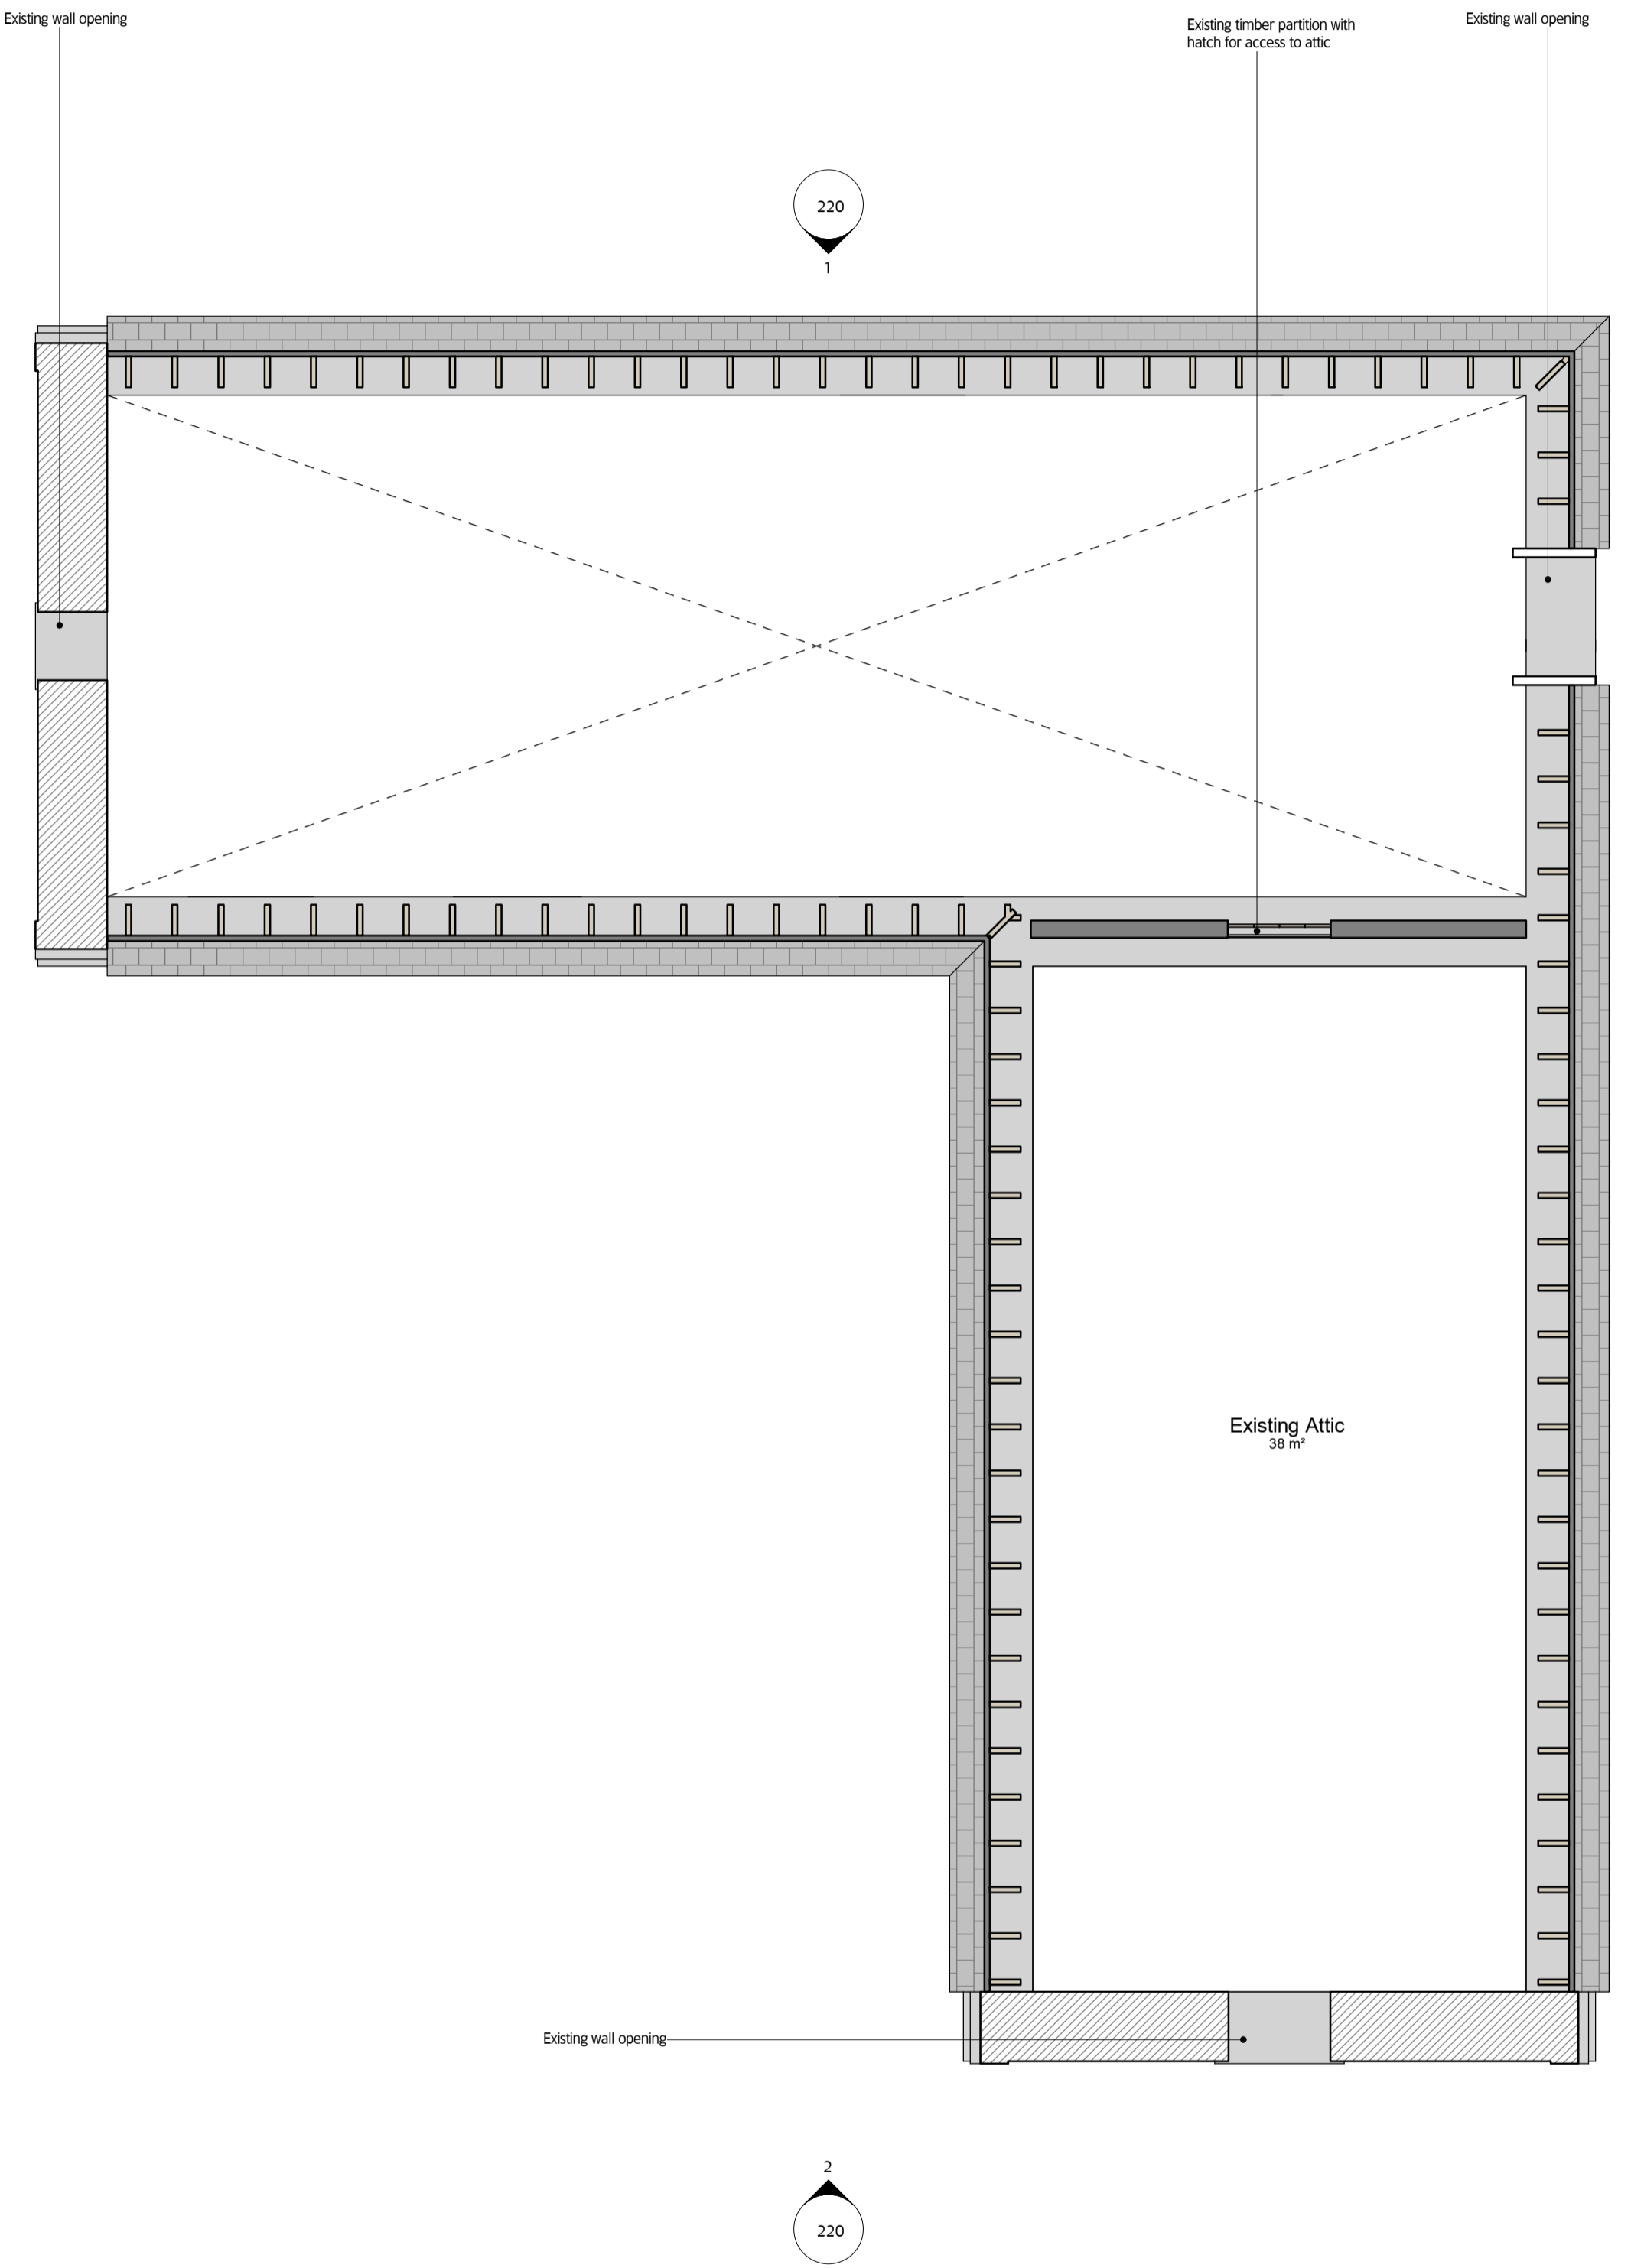 Existing wall opening
Existing timber partition with
hatch for access to attic
Existing wall opening
220
1
Existing Attic
38 m²
Existing wall opening
2
220